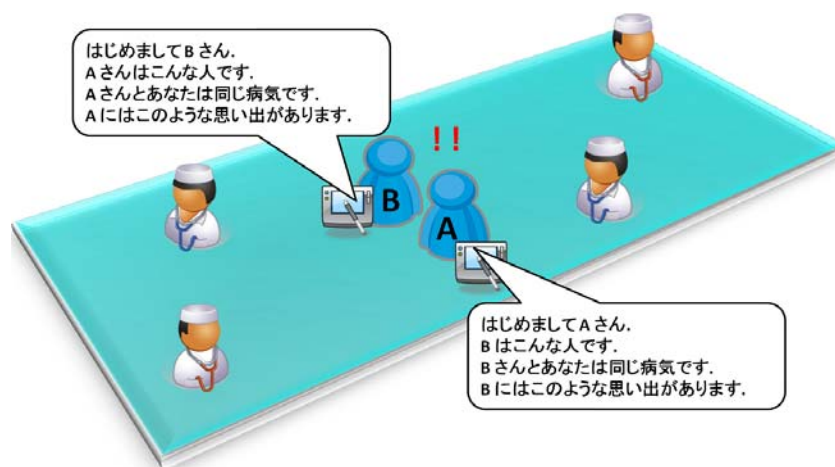 はじめましてBさん.
Aさんはこんな人です.
Aさんとあなたは同じ病気です.
Aにはこのような思い出があります.
!!
B
A
はじめましてAさん.
Bはこんな人です.
Bさんとあなたは同じ病気です.
Bにはこのような思い出があります.